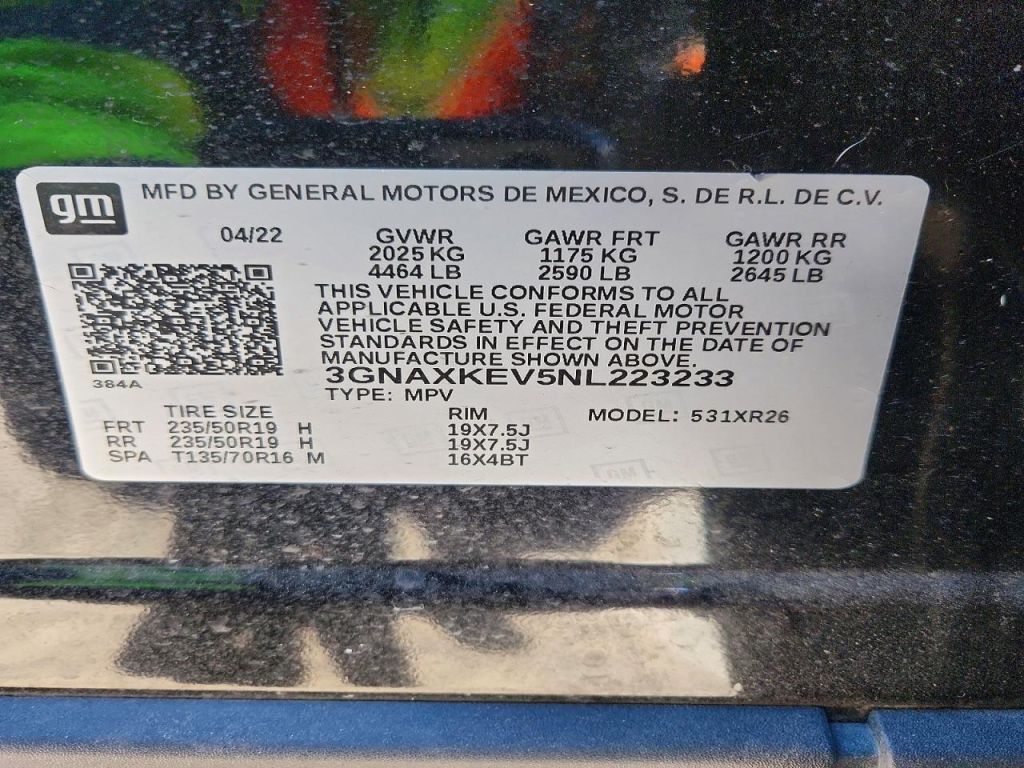 gm
MFD BY GENERAL MOTORS DE MEXICO, S. DE R.L. DE C.V.
04/22 GVWR GAWR FRT GAWR RR
2025 KG 1175 KG 1200 KG
4464 LB 2590 LB 2645 LB
THIS VEHICLE CONFORMS TO ALL
APPLICABLE U.S. FEDERAL MOTOR
VEHICLE SAFETY AND THEFT PREVENTION
STANDARDS IN EFFECT ON THE DATE OF
MANUFACTURE SHOWN ABOVE.
384A 3GNAXKEV5NL223233
TYPE: MPV
TIRE SIZE RIM MODEL: 531XR26
FRT 235/50R19 H 19X7.5J
RR 235/50R19 H 19X7.5J
SPA T135/70R16 M 16X4BT